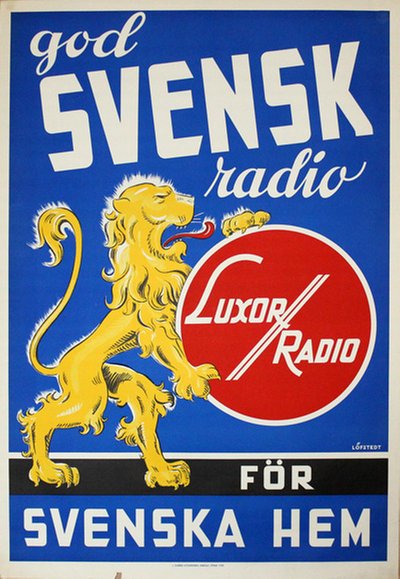 god
SVENSK
radio
LUXOR
RADIO
LÖFSTEDT
FÖR
SVENSKA HEM